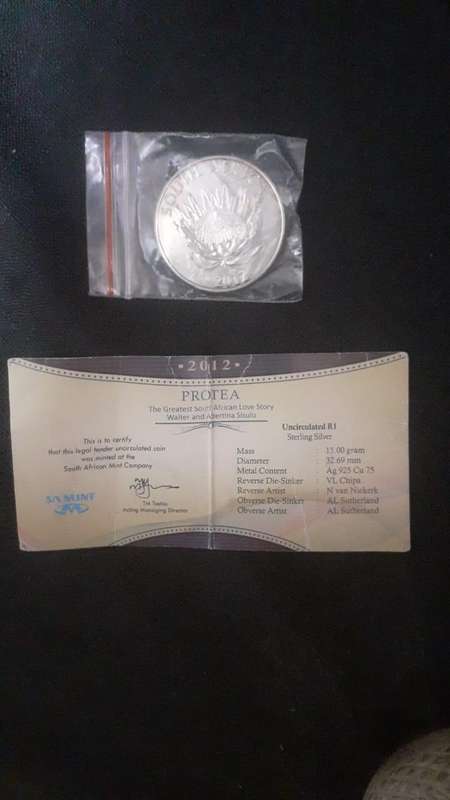 SOUTH AFRICA
2012
• 2012 •
PROTEA
The Greatest South African Love Story
Walter and Albertina Sisulu
This is to certify
that this legal tender uncirculated coin
was minted at the
South African Mint Company
SA MINT
Acting Managing Director
Uncirculated R1
Sterling Silver
Mass : 15.00 gram
Diameter : 32.69 mm
Metal Content : Ag 925 Cu 75
Reverse Die-Sinker : VL Chipa
Reverse Artist : N van Niekerk
Obverse Die-Sinker : AL Sutherland
Obverse Artist : AL Sutherland